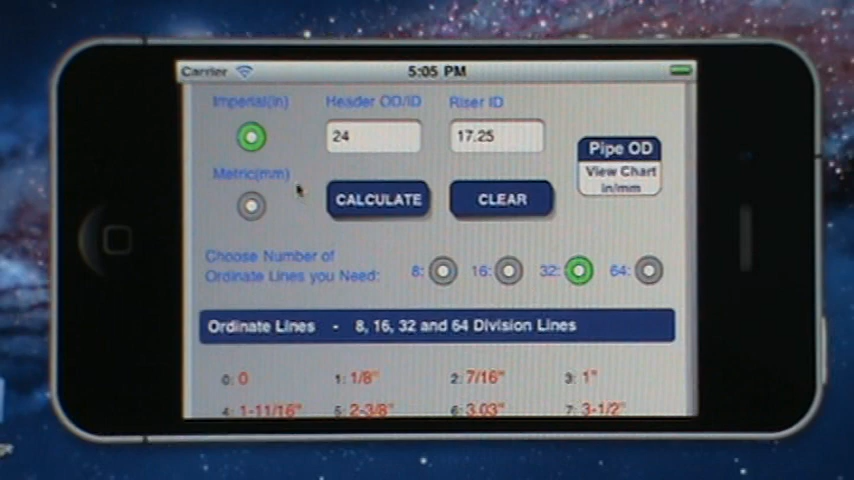 Carrier 5:05 PM
Imperial(in) Header OD/ID Riser ID
24 17.25
Pipe OD
View Chart
in/mm
Metric(mm)
CALCULATE CLEAR
Choose Number of
Ordinate Lines you Need: 8: 16: 32: 64:
Ordinate Lines - 8, 16, 32 and 64 Division Lines
0: 0 1: 1/8" 2: 7/16" 3: 1"
4: 1-11/16" 5: 2-3/8" 6: 3.03" 7: 3-1/2"